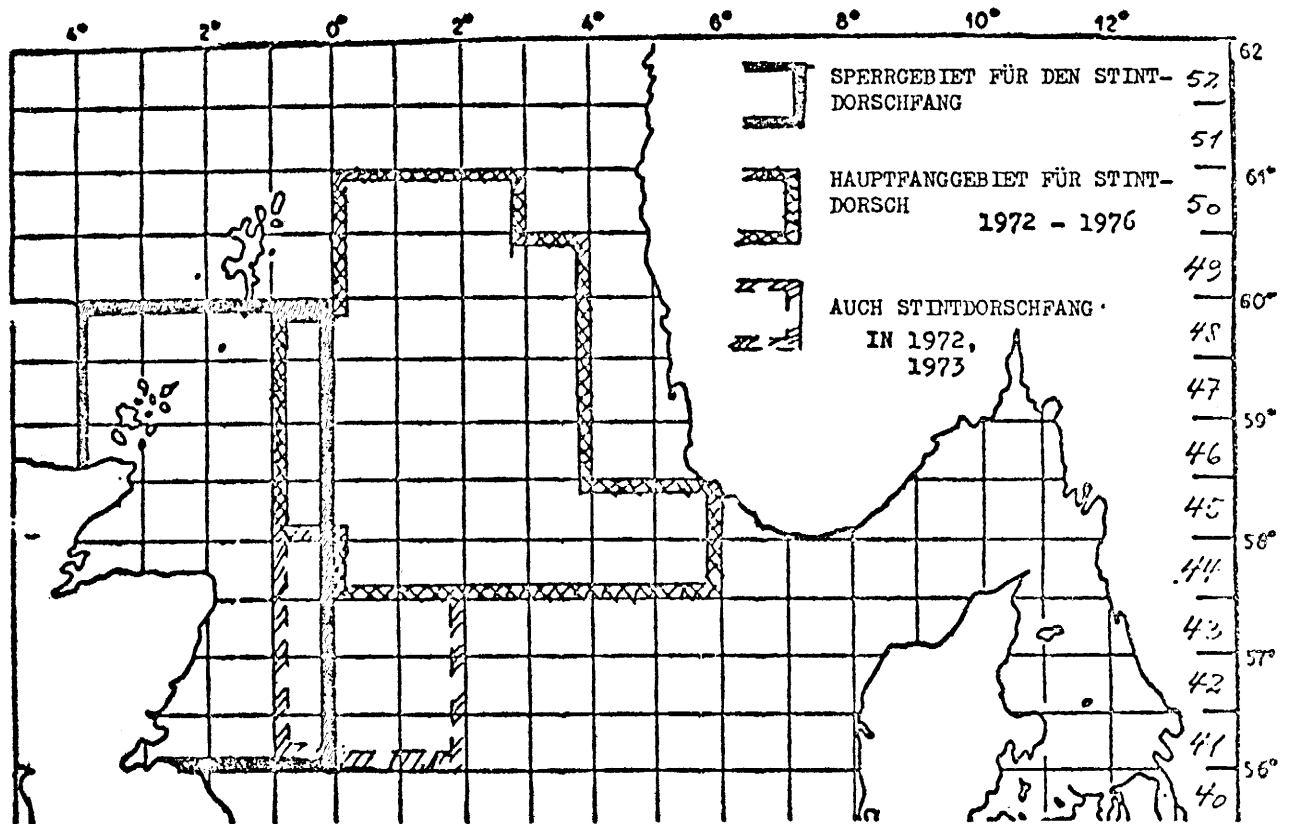 4° 2° 0° 2° 4° 6° 8° 10° 12°
62
SPERRGEBIET FÜR DEN STINT-
DORSCHFANG
52
51
61°
HAUPTFANGGEBIET FÜR STINT-
DORSCH
50
1972 - 1976
49
60°
AUCH STINTDORSCHFANG
IN 1972,
1973
48
47
59°
46
45
58°
44
43
57°
42
41
56°
40